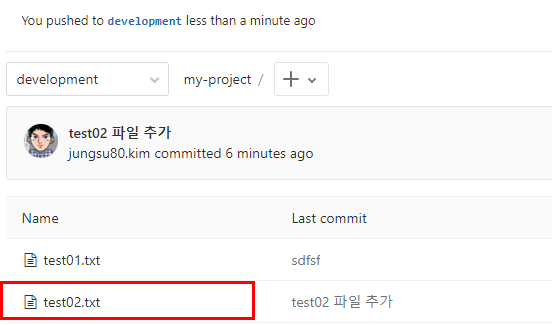 You pushed to development less than a minute ago
development my-project /
test02 파일 추가
jungsu80.kim committed 6 minutes ago
Name Last commit
test01.txt sdfsf
test02.txt test02 파일 추가